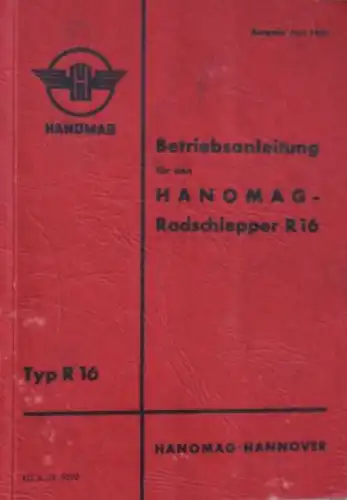 HANOMAG
Betriebsanleitung
für den
HANOMAG-
Radschlepper R16
Typ R 16
HANOMAG HANNOVER